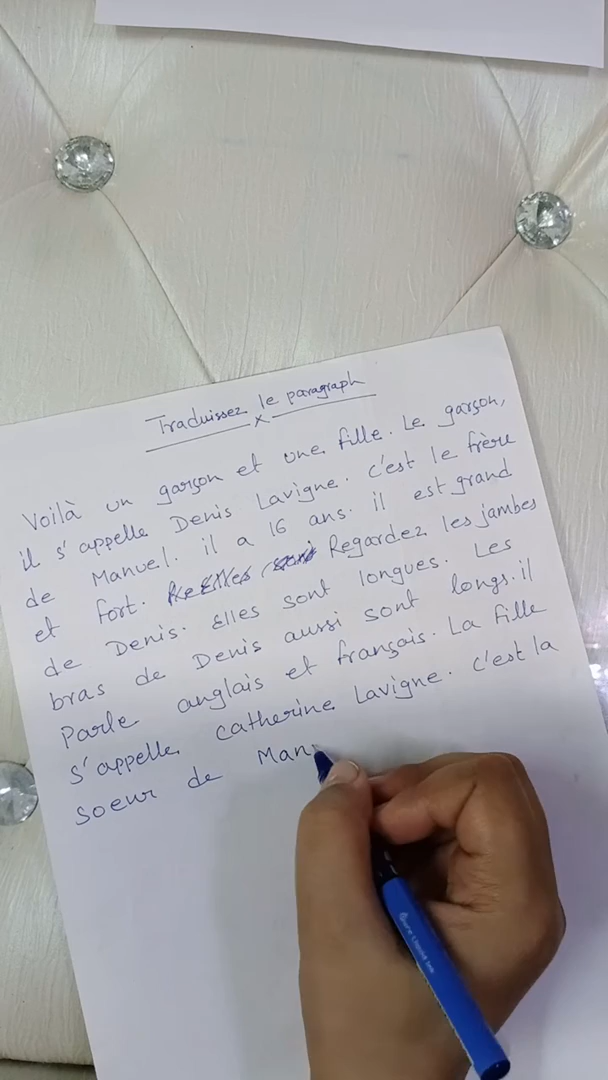 Traduissez le paragraph
x
Voilà un garçon et une fille. Le garçon,
il s'appelle Denis Lavigne. c'est le frère
de Manuel. il a 16 ans. il est grand
et fort. Regardez les jambes
de Denis. Elles sont longues. Les
bras de Denis aussi sont longs. il
Parle anglais et français. La fille
s'appelle Catherine Lavigne. c'est la
soeur de Man